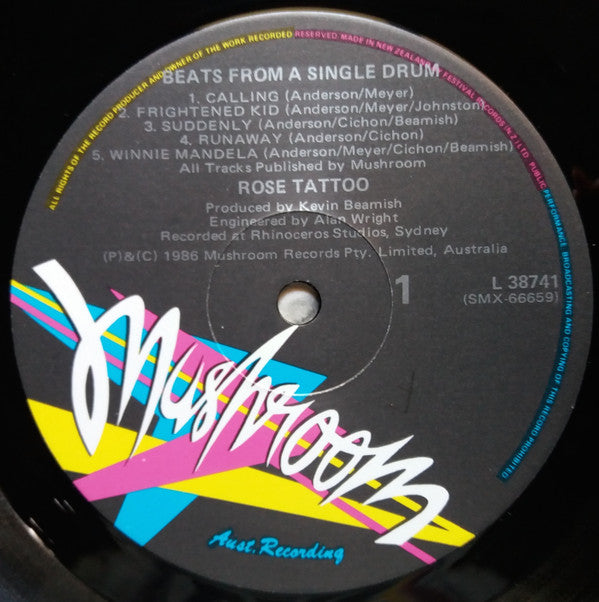 ALL RIGHTS OF THE RECORD PRODUCER AND OWNER OF THE WORK RECORDED RESERVED. MADE IN NEW ZEALAND BY FESTIVAL RECORDS N.Z. LTD. PUBLIC PERFORMANCE BROADCASTING AND COPYING OF THIS RECORD PROHIBITED
BEATS FROM A SINGLE DRUM
1. CALLING (Anderson/Meyer)
2. FRIGHTENED KID (Anderson/Meyer/Johnston)
3. SUDDENLY (Anderson/Cichon/Beamish)
4. RUNAWAY (Anderson/Cichon)
5. WINNIE MANDELA (Anderson/Meyer/Cichon/Beamish)
All Tracks Published by Mushroom
ROSE TATTOO
Produced by Kevin Beamish
Engineered by Alan Wright
Recorded at Rhinoceros Studios, Sydney
(P)&(C) 1986 Mushroom Records Pty. Limited, Australia
1
L 38741
(SMX-66659)
Mushroom
Aust. Recording